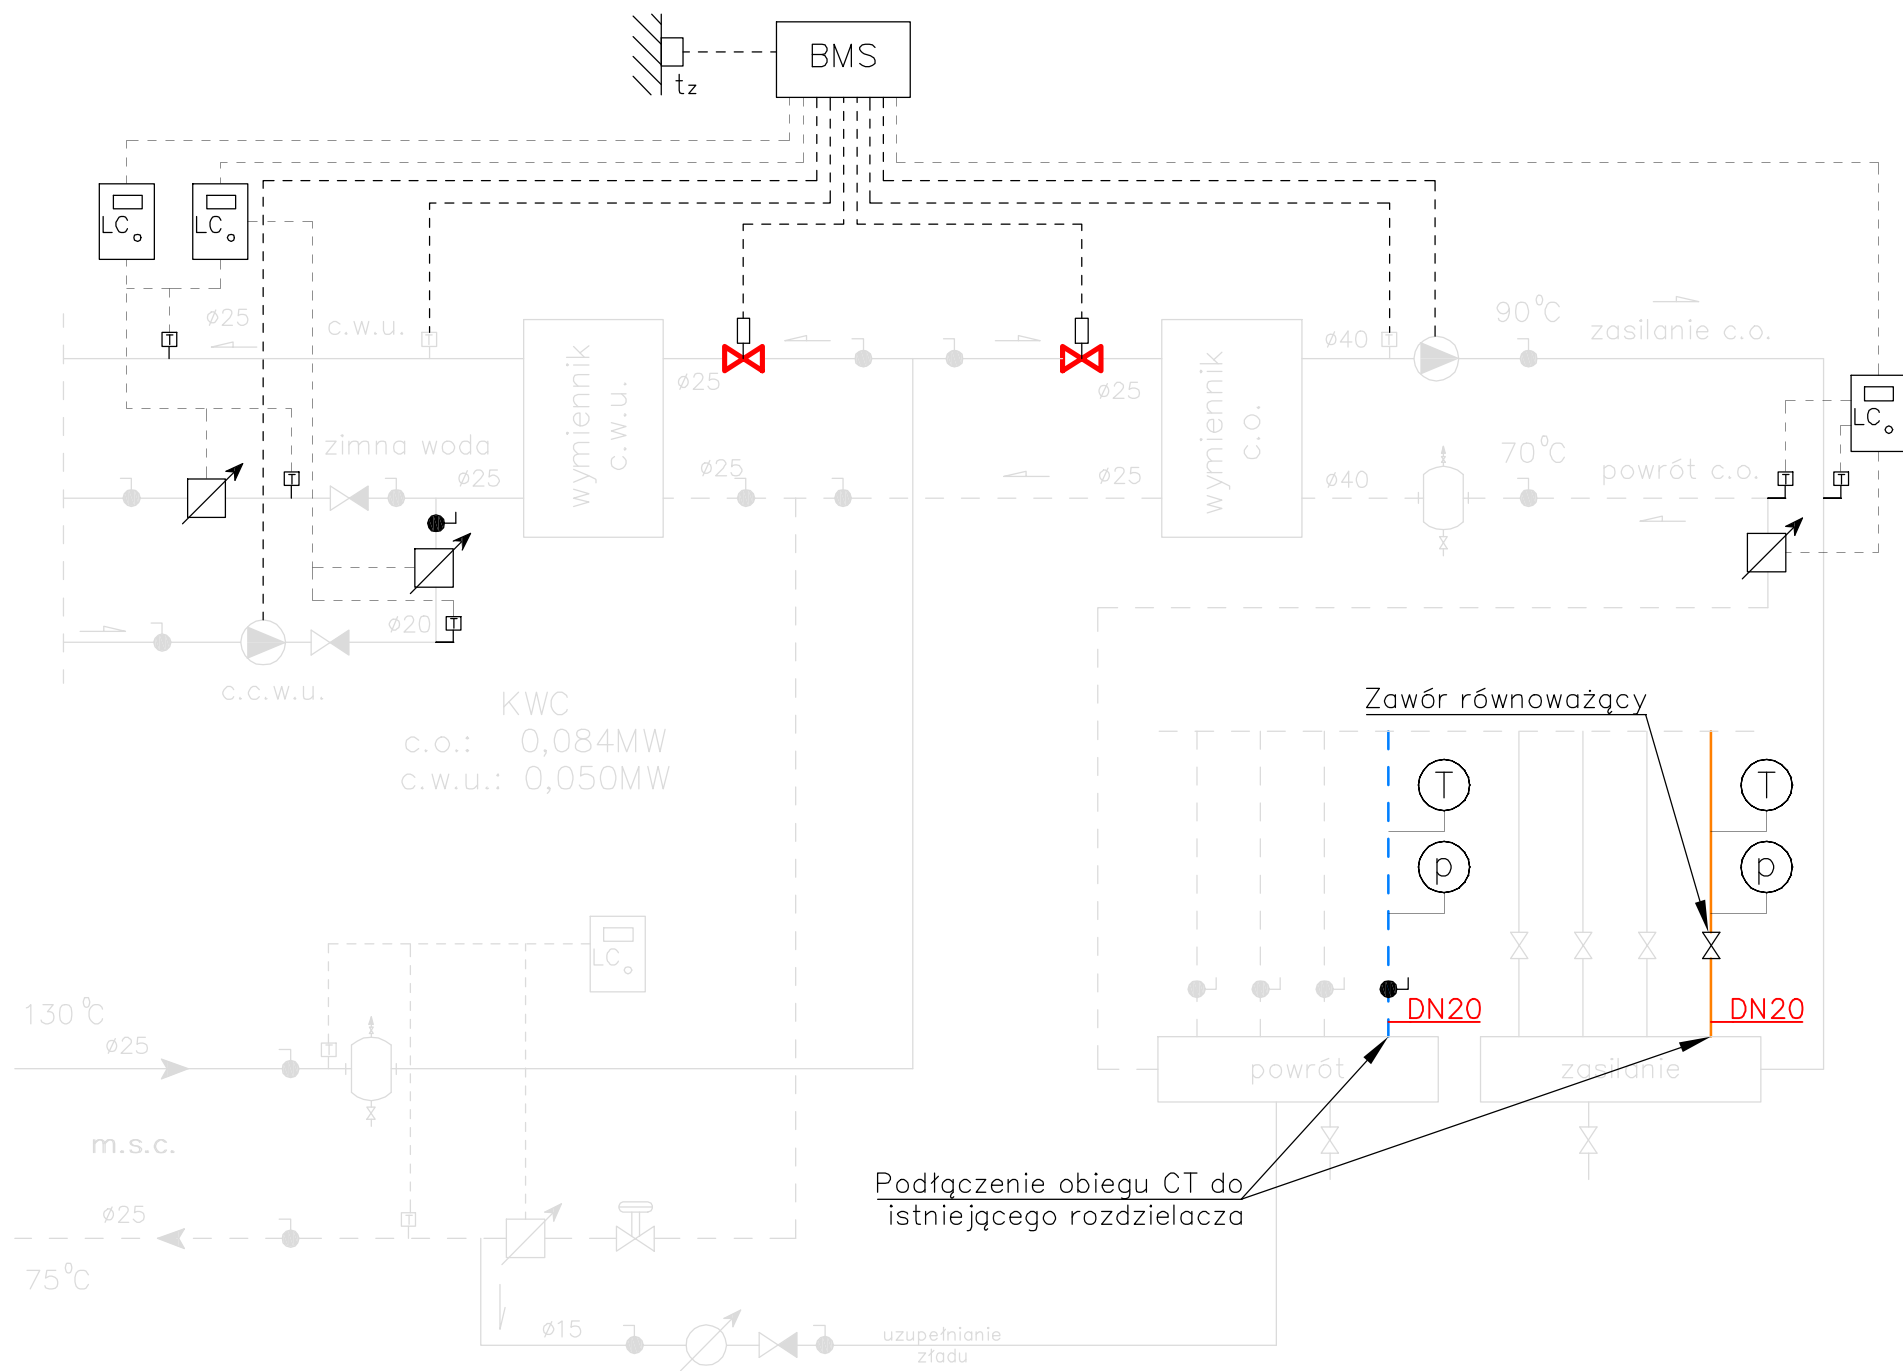 BMS
tz
LC
LC
ø25
c.w.u.
T
T
wymiennik
c.w.u.
ø25
ø25
wymiennik
c.o.
ø40
T
90°C
zasilanie c.o.
LC
zimna woda
ø25
T
ø25
ø25
ø40
70°C
powrót c.o.
T
T
ø20
T
c.c.w.u.
KWC
c.o.: 0,084MW
c.w.u.: 0,050MW
Zawór równoważący
T
T
p
p
LC
DN20
DN20
130°C
ø25
T
powrót
zasilanie
m.s.c.
Podłączenie obiegu CT do
istniejącego rozdzielacza
ø25
T
75°C
ø15
uzupełnianie
zładu